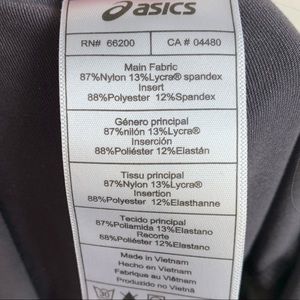 asics
RN# 66200 CA # 04480
Main Fabric
87%Nylon 13%Lycra® spandex
Insert
88%Polyester 12%Spandex
Género principal
87%nilón 13%Lycra®
Inserción
88%Poliéster 12%Elastán
Tissu principal
87%Nylon 13%Lycra®
Insertion
88%Polyester 12%Elasthanne
Tecido principal
87%Poliamida 13%Elastano
Recorte
88%Poliéster 12%Elastano
Made in Vietnam
Hecho en Vietnam
Fabriqué au Viêtnam
Produzido no Vietnã
30